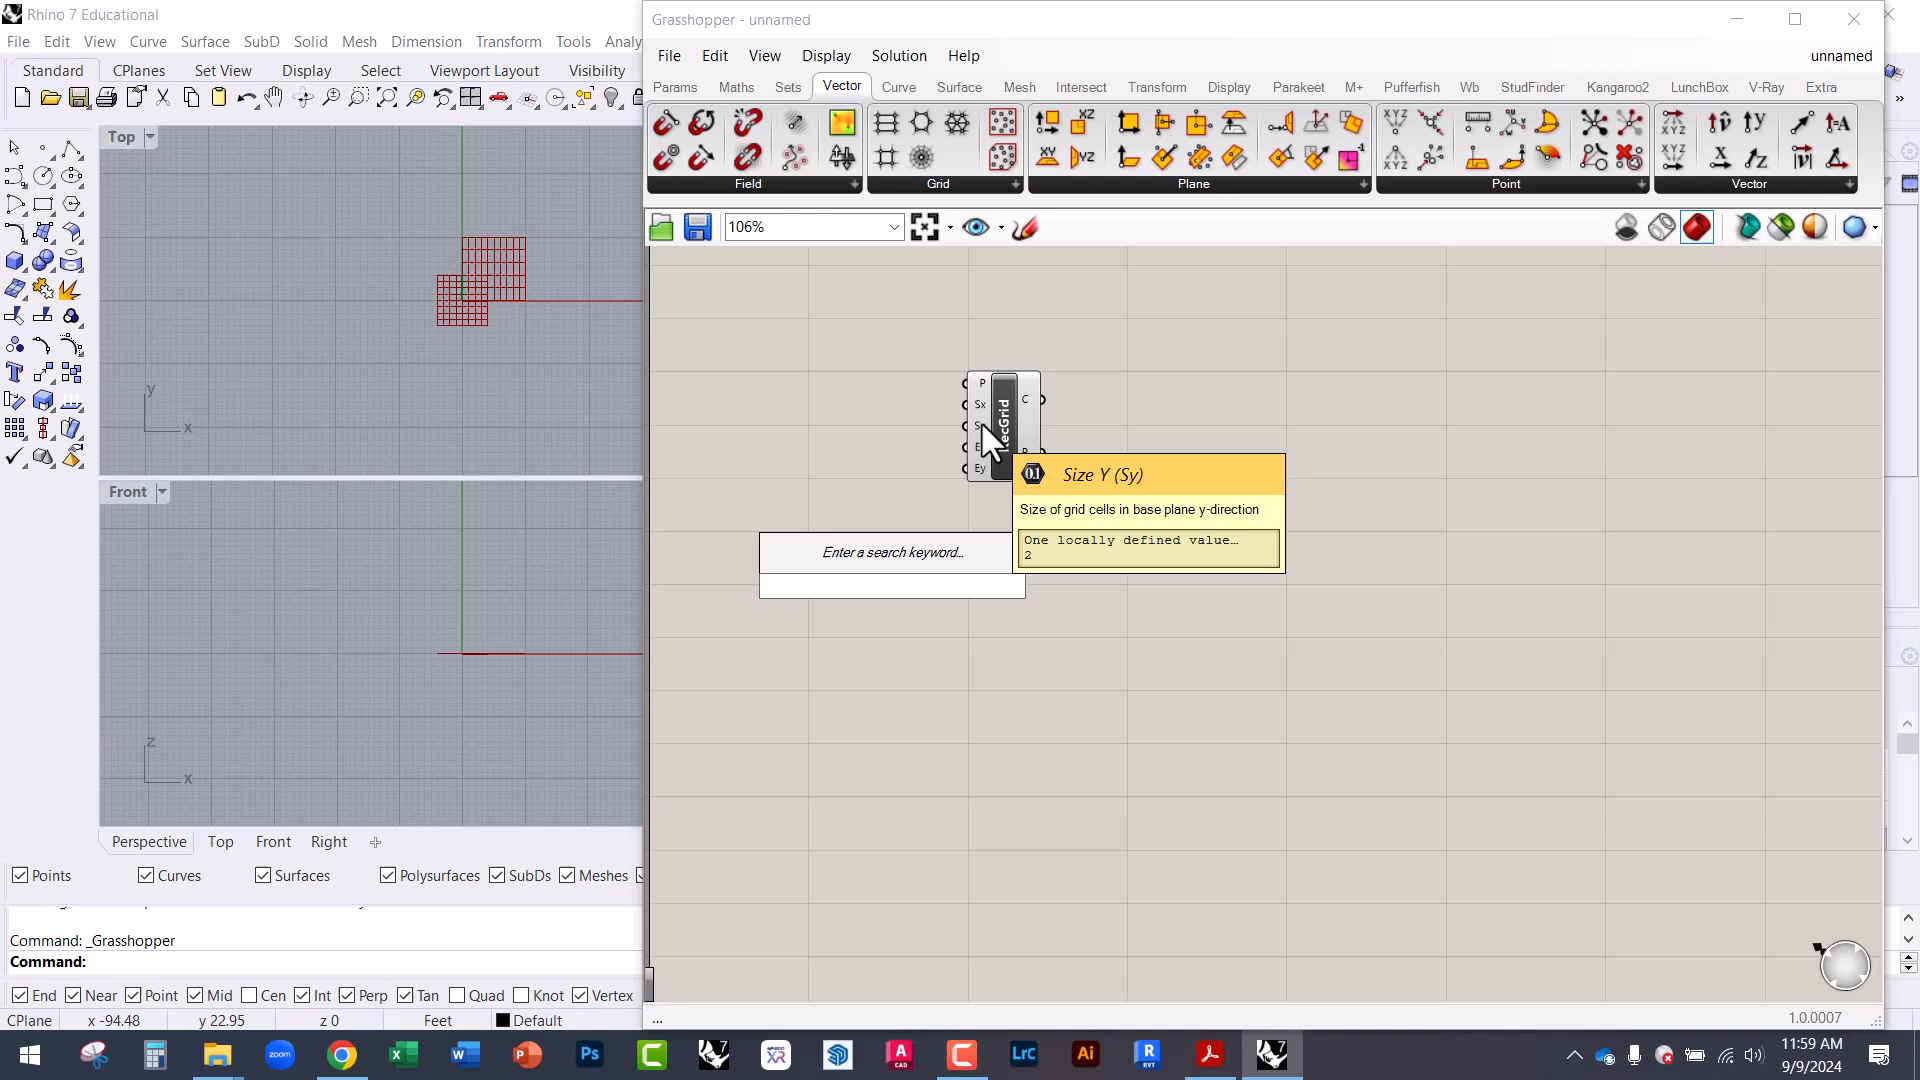 Rhino 7 Educational
File Edit View Curve Surface SubD Solid Mesh Dimension Transform Tools Analy
Standard CPlanes Set View Display Select Viewport Layout Visibility
Top
y
x
Front
z
x
Perspective Top Front Right
Points Curves Surfaces Polysurfaces SubDs Meshes
Command: _Grasshopper
Command:
End Near Point Mid Cen Int Perp Tan Quad Knot Vertex
CPlane x -94.48 y 22.95 z 0 Feet Default
Grasshopper - unnamed
File Edit View Display Solution Help unnamed
Params Maths Sets Vector Curve Surface Mesh Intersect Transform Display Parakeet M+ Pufferfish Wb StudFinder Kangaroo2 LunchBox V-Ray Extra
Field Grid Plane Point Vector
106%
P
Sx
Ey
C
Size Y (Sy)
Size of grid cells in base plane y-direction
One locally defined value…
2
Enter a search keyword...
...
1.0.0007
11:59 AM
9/9/2024